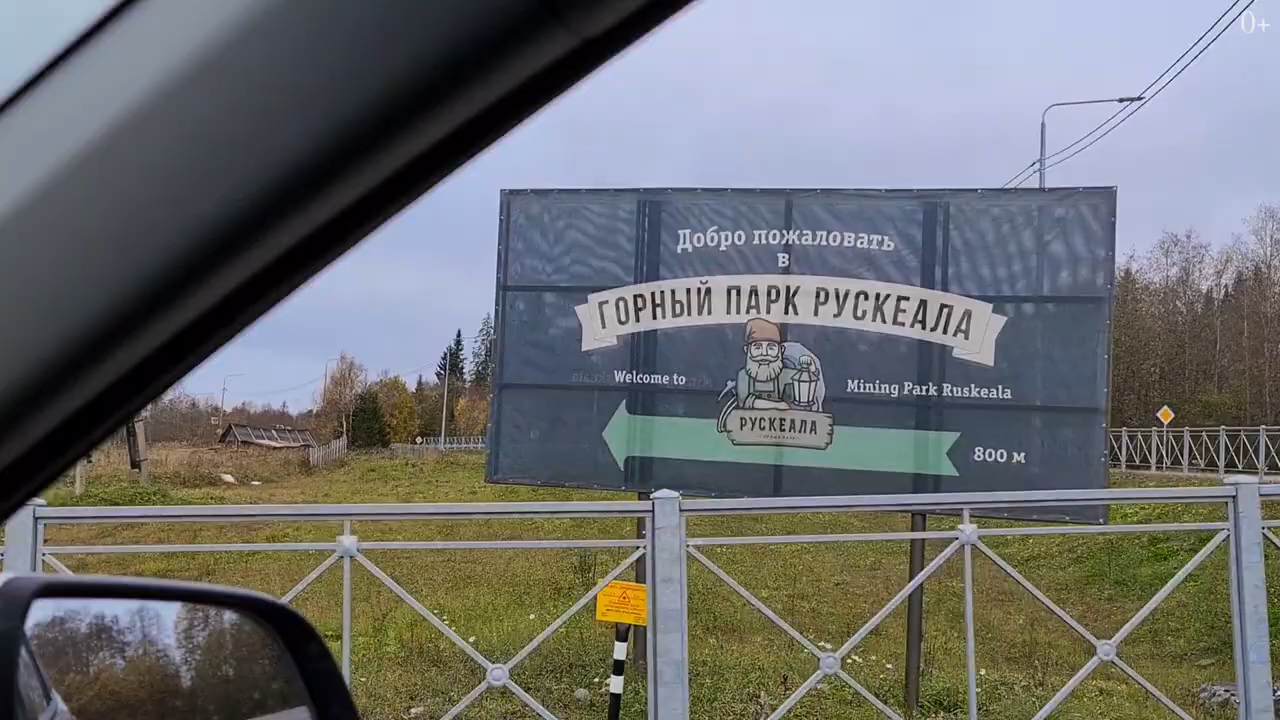 0+
Добро пожаловать
в
ГОРНЫЙ ПАРК РУСКЕАЛА
Welcome to
Mining Park Ruskeala
РУСКЕАЛА
800 м